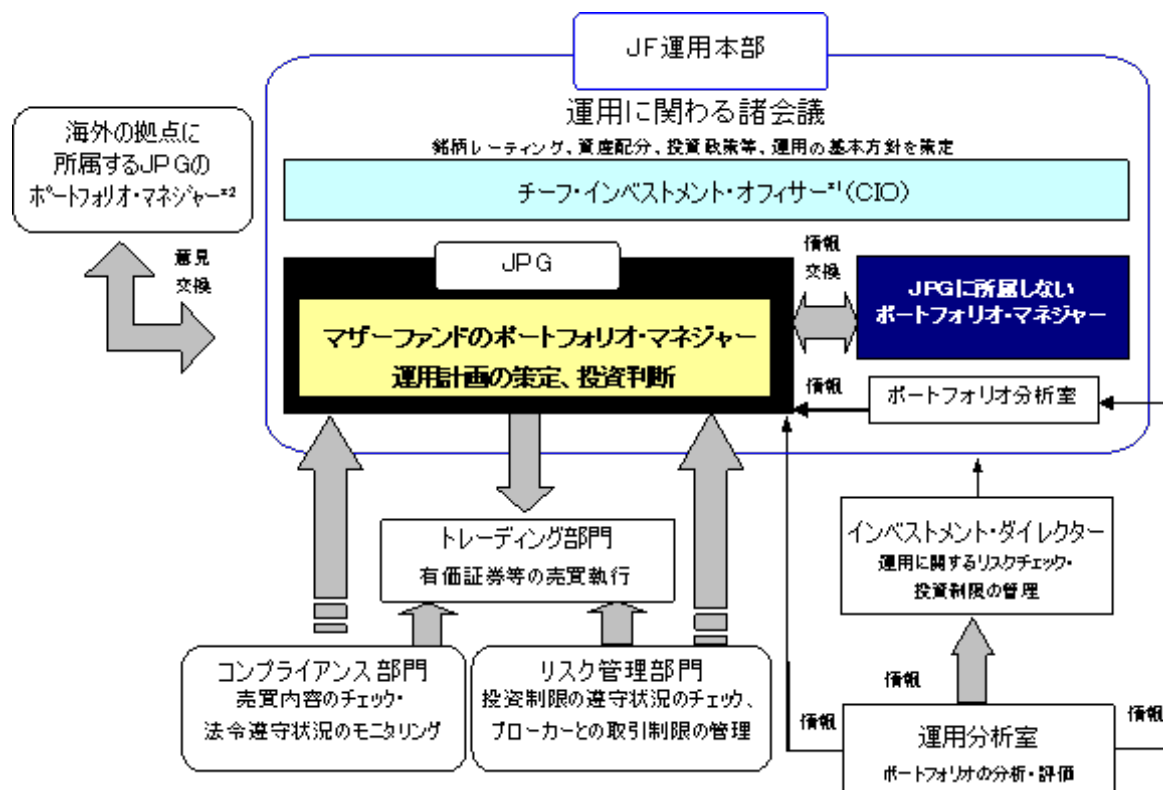 JF運用本部
運用に関わる諸会議
銘柄レーティング、資産配分、投資政策等、運用の基本方針を策定
チーフ・インベストメント・オフィサー*1(CIO)
海外の拠点に
所属するJPGの
ポートフォリオ・マネジャー*2
意見
交換
JPG
マザーファンドのポートフォリオ・マネジャー
運用計画の策定、投資判断
情報
交換
JPGに所属しない
ポートフォリオ・マネジャー
情報
ポートフォリオ分析室
トレーディング部門
有価証券等の売買執行
インベストメント・ダイレクター
運用に関するリスクチェック・
投資制限の管理
コンプライアンス部門
売買内容のチェック・
法令遵守状況のモニタリング
リスク管理部門
投資制限の遵守状況のチェック、
ブローカーとの取引制限の管理
情報
情報
情報
運用分析室
ポートフォリオの分析・評価